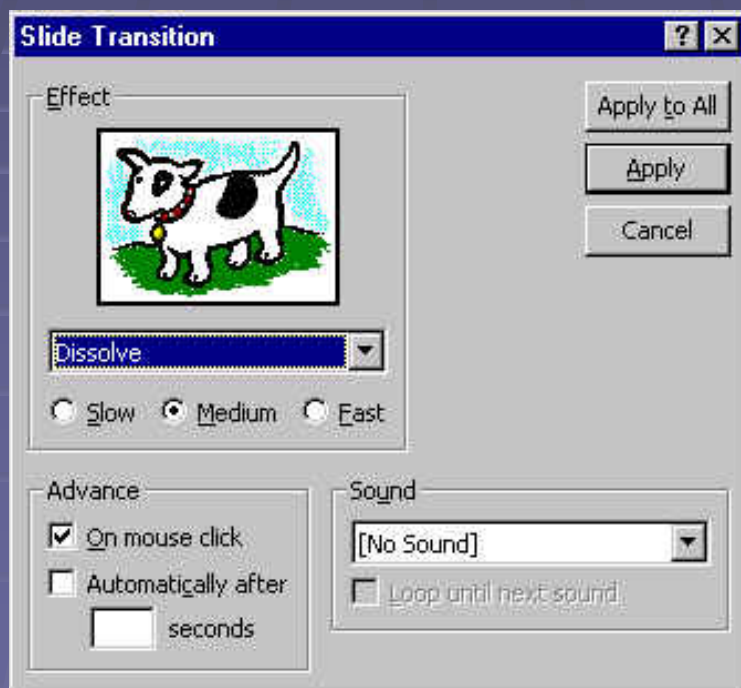 Slide Transition
Effect
Apply to All
Apply
Cancel
Dissolve
Slow Medium Fast
Advance
On mouse click
Automatically after
seconds
Sound
[No Sound]
Loop until next sound